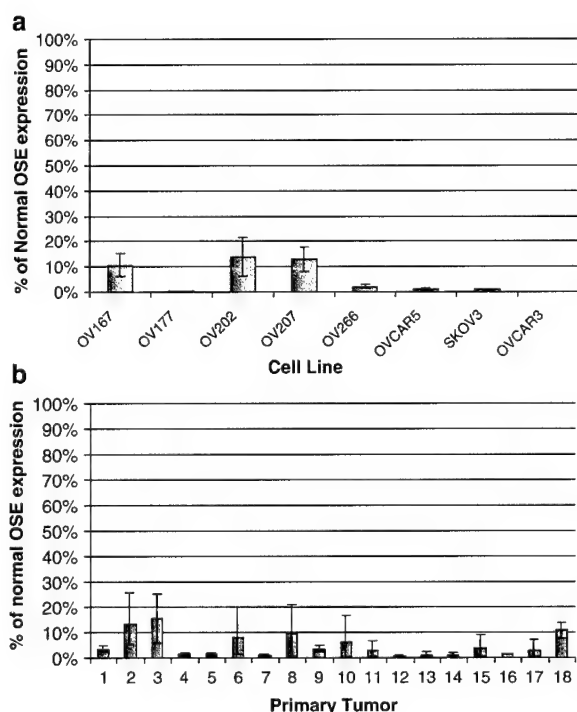 a
% of Normal OSE expression
100%
90%
80%
70%
60%
50%
40%
30%
20%
10%
0%
OV167
OV177
OV202
OV207
OV266
OVCAR5
SKOV3
OVCAR3
Cell Line
b
% of normal OSE expression
100%
90%
80%
70%
60%
50%
40%
30%
20%
10%
0%
1 2 3 4 5 6 7 8 9 10 11 12 13 14 15 16 17 18
Primary Tumor